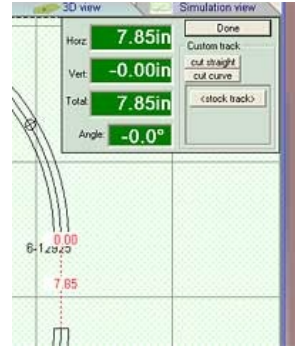 3D view
Simulation view
Horz: 7.85in
Vert: -0.00in
Total: 7.85in
Angle: -0.0°
Done
Custom track
cut straight
cut curve
<stock track>
0.00
7.85